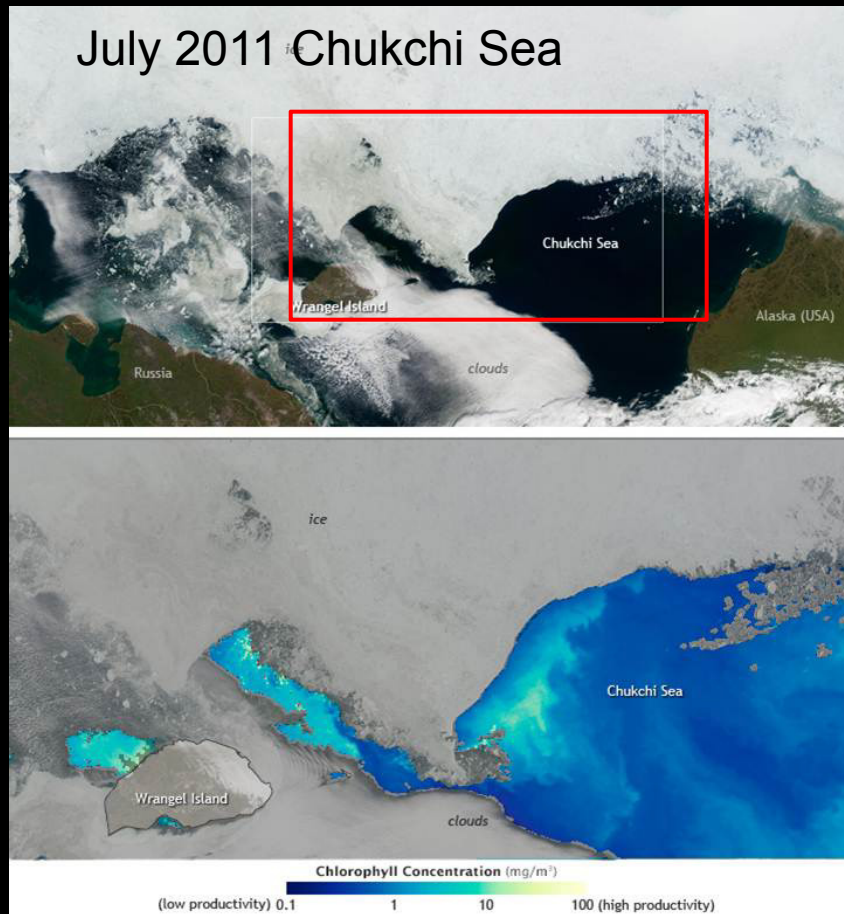 July 2011 Chukchi Sea
ice
Chukchi Sea
Wrangel Island
Alaska (USA)
Russia
clouds
ice
Chukchi Sea
Wrangel Island
clouds
Chlorophyll Concentration (mg/m³)
(low productivity) 0.1 1 10 100 (high productivity)